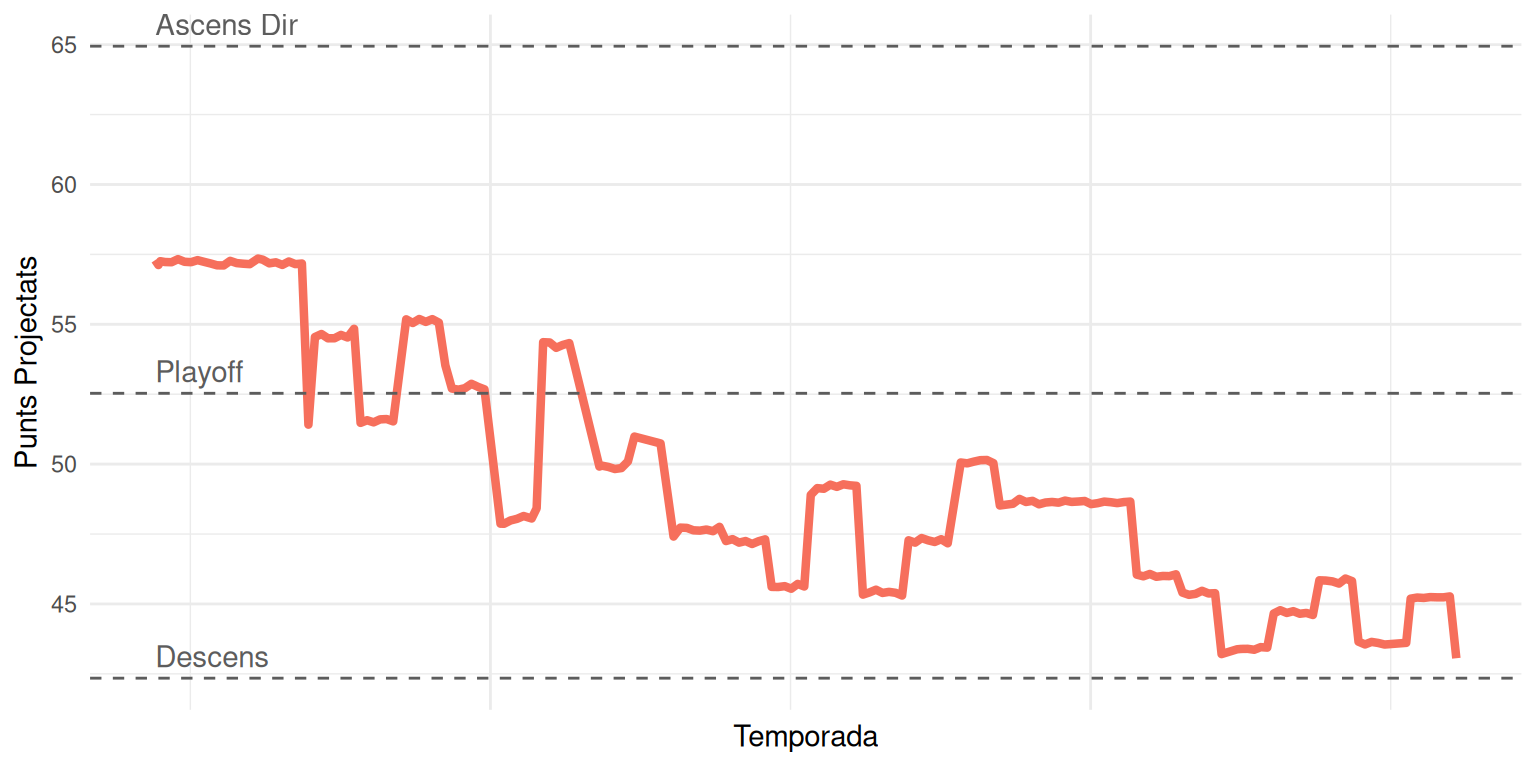 Ascens Dir
65
60
55
Playoff
50
45
Descens
Punts Projectats
Temporada